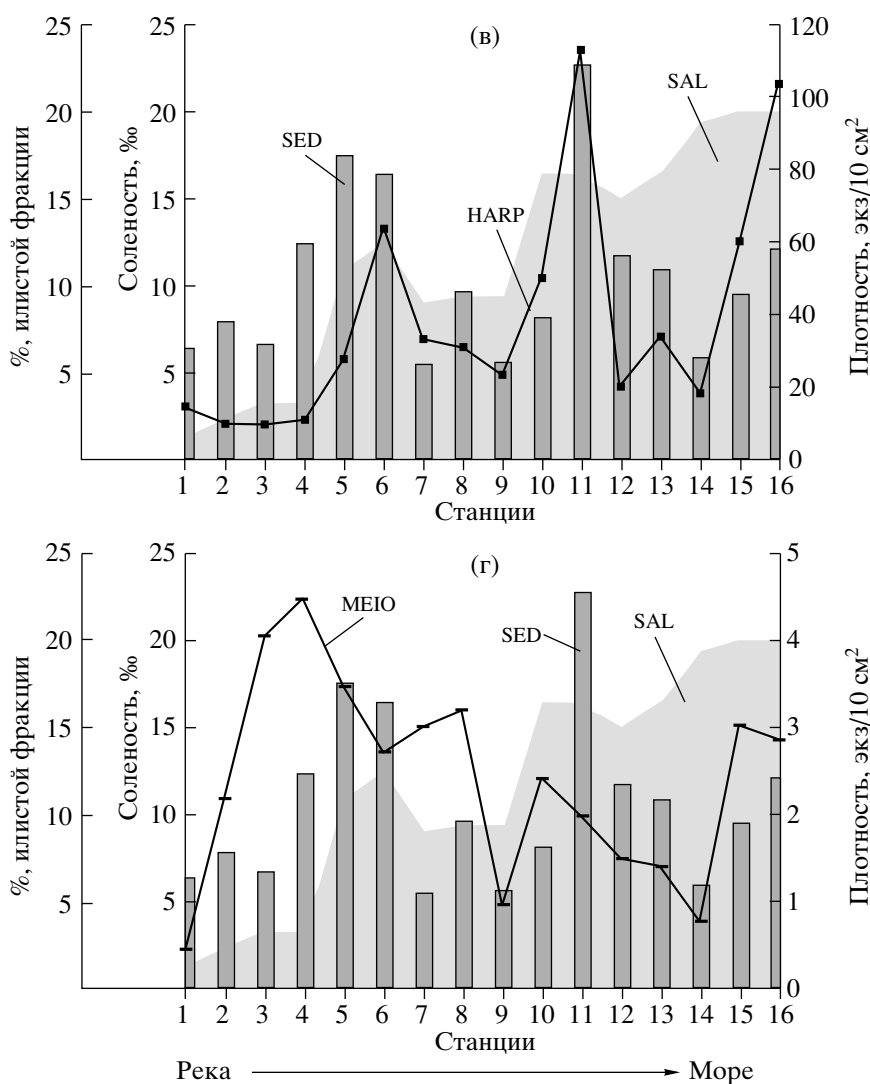 (в)
%, илистой фракции
25
20
15
10
5
Соленость, ‰
25
20
15
10
5
SED
HARP
SAL
120
100
80
60
40
20
0
Плотность, экз/10 см²
1 2 3 4 5 6 7 8 9 10 11 12 13 14 15 16
Станции
(г)
%, илистой фракции
25
20
15
10
5
Соленость, ‰
25
20
15
10
5
MEIO
SED
SAL
5
4
3
2
1
0
Плотность, экз/10 см²
1 2 3 4 5 6 7 8 9 10 11 12 13 14 15 16
Станции
Река Море